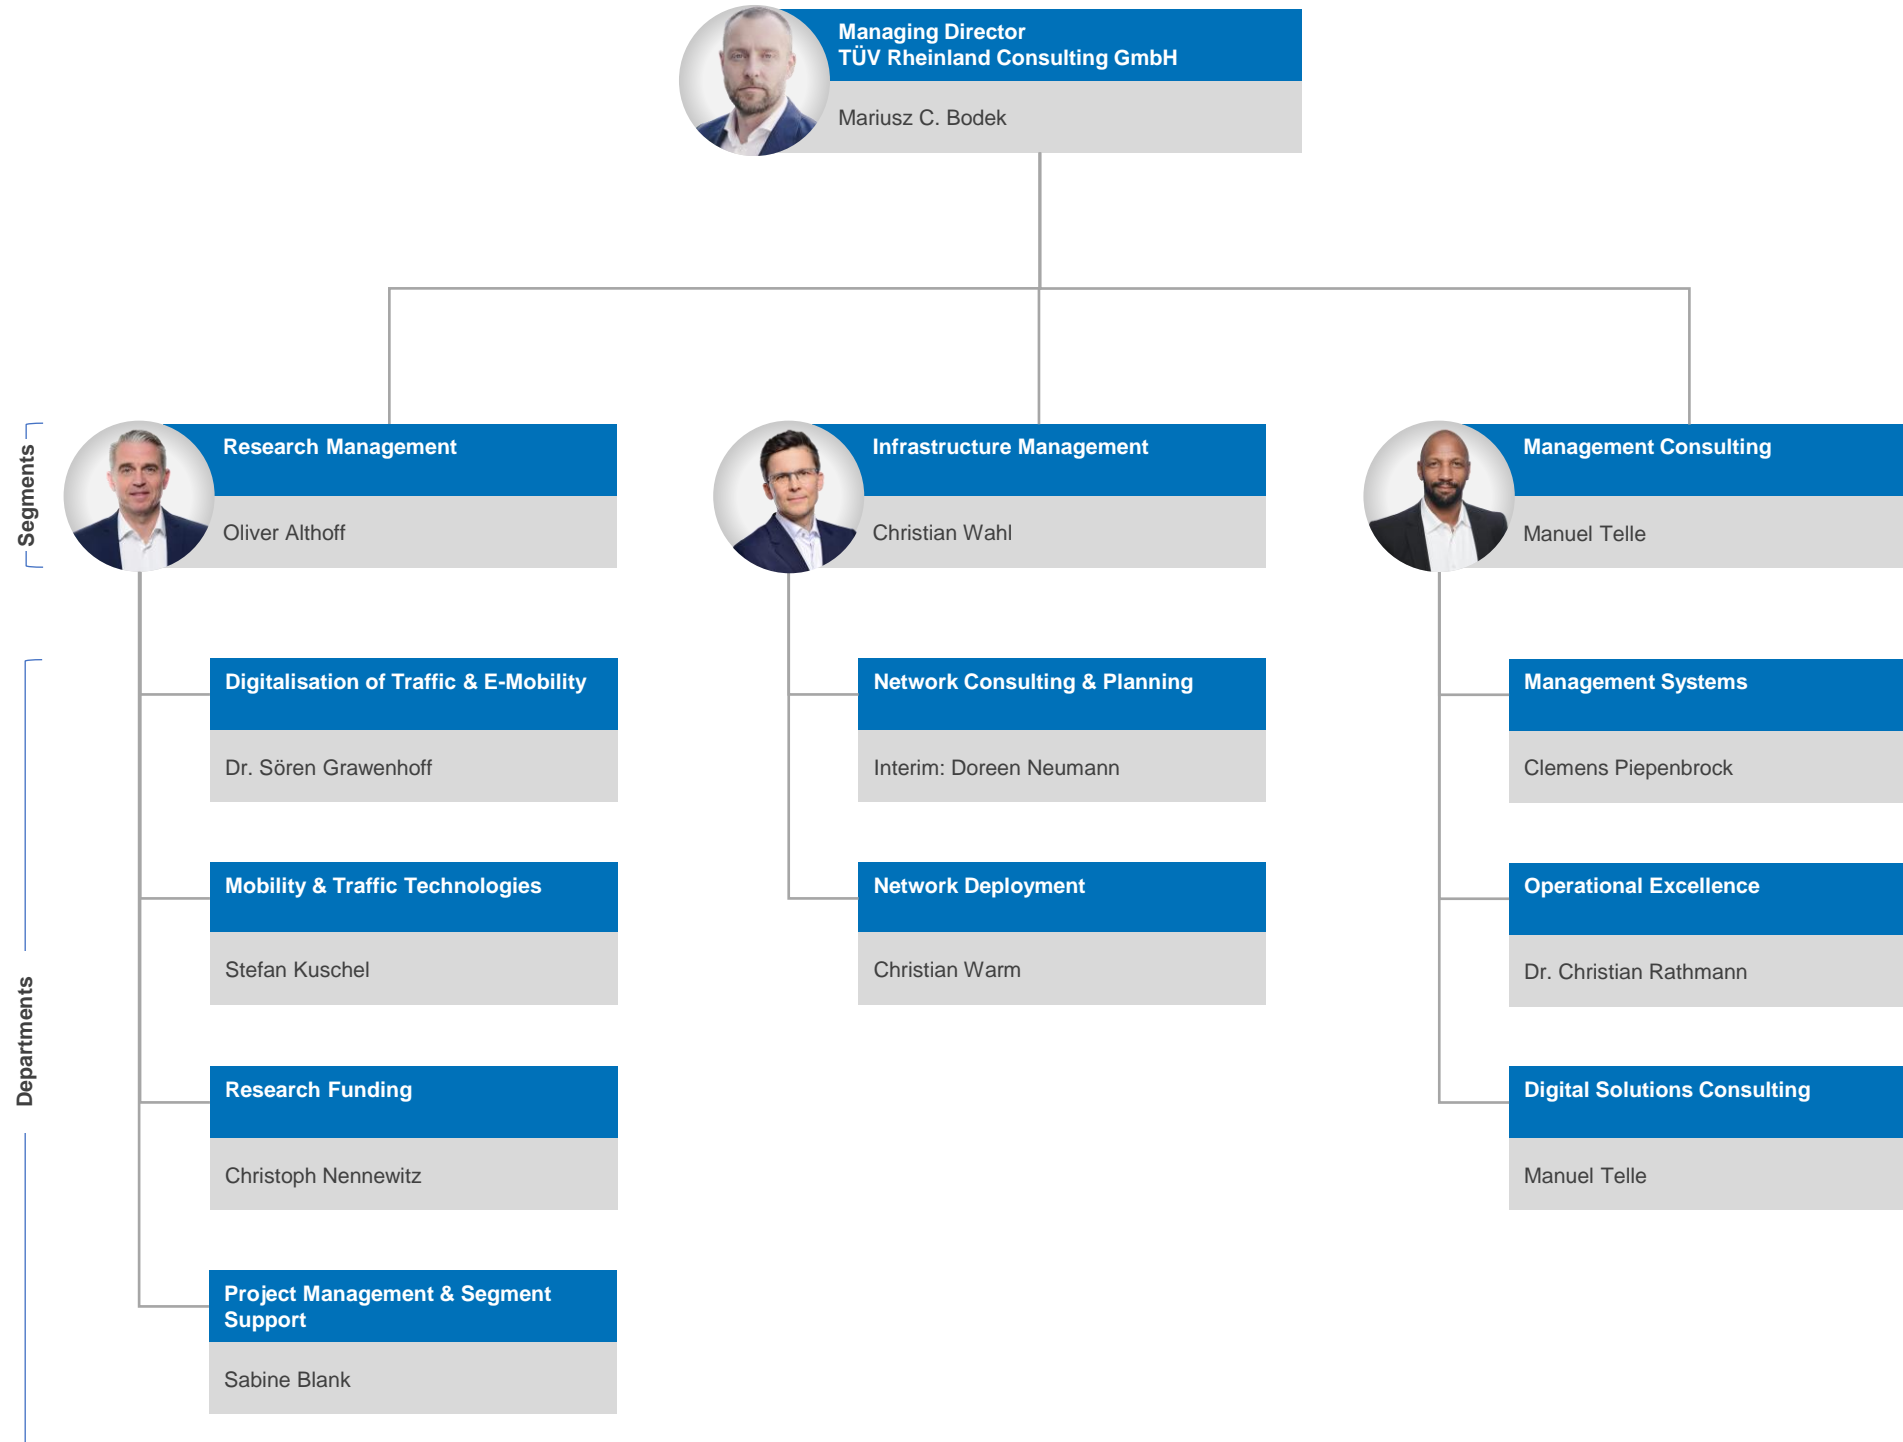 Managing Director
TÜV Rheinland Consulting GmbH
Mariusz C. Bodek
Segments
Research Management
Oliver Althoff
Infrastructure Management
Christian Wahl
Management Consulting
Manuel Telle
Departments
Digitalisation of Traffic & E-Mobility
Dr. Sören Grawenhoff
Mobility & Traffic Technologies
Stefan Kuschel
Research Funding
Christoph Nennewitz
Project Management & Segment
Support
Sabine Blank
Network Consulting & Planning
Interim: Doreen Neumann
Network Deployment
Christian Warm
Management Systems
Clemens Piepenbrock
Operational Excellence
Dr. Christian Rathmann
Digital Solutions Consulting
Manuel Telle